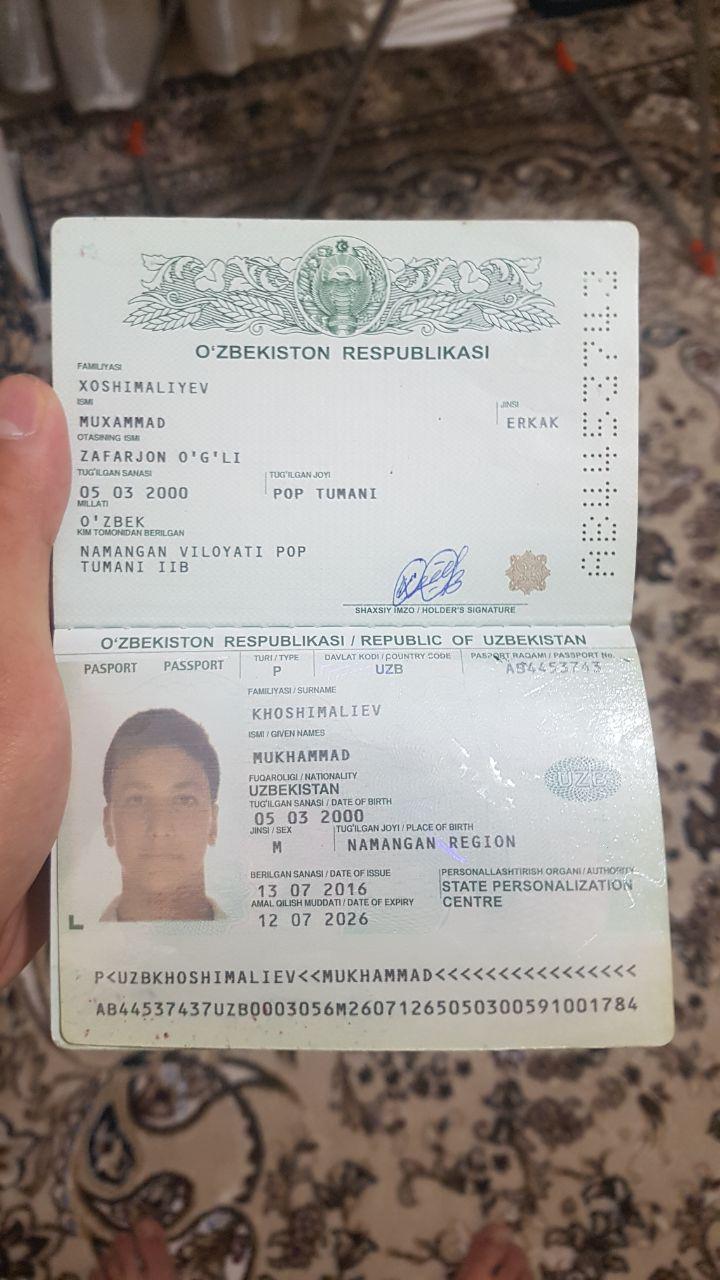 O'ZBEKISTON RESPUBLIKASI
FAMILIYASI
XOSHIMALIYEV
ISMI
MUXAMMAD
JINSI
ERKAK
OTASINING ISMI
ZAFARJON O'G'LI
TUG'ILGAN SANASI TUG'ILGAN JOYI
05 03 2000 POP TUMANI
MILLATI
O'ZBEK
KIM TOMONIDAN BERILGAN
NAMANGAN VILOYATI POP
TUMANI IIB
SHAXSIY IMZO / HOLDER'S SIGNATURE
AB4453743
O'ZBEKISTON RESPUBLIKASI / REPUBLIC OF UZBEKISTAN
PASPORT PASSPORT
TURI / TYPE DAVLAT KODI / COUNTRY CODE PASPORT RAQAMI / PASSPORT No.
P UZB AB4453743
FAMILIYASI / SURNAME
KHOSHIMALIEV
ISMI / GIVEN NAMES
MUKHAMMAD
FUQAROLIGI / NATIONALITY
UZBEKISTAN
UZB
TUG'ILGAN SANASI / DATE OF BIRTH
05 03 2000
JINSI / SEX TUG'ILGAN JOYI / PLACE OF BIRTH
M NAMANGAN REGION
BERILGAN SANASI / DATE OF ISSUE PERSONALLASHTIRISH ORGANI / AUTHORITY
13 07 2016 STATE PERSONALIZATION
AMAL QILISH MUDDATI / DATE OF EXPIRY CENTRE
12 07 2026
P<UZBKHOSHIMALIEV<<MUKHAMMAD<<<<<<<<<<<<<<<<
AB44537437UZB0003056M26071265050300591001784